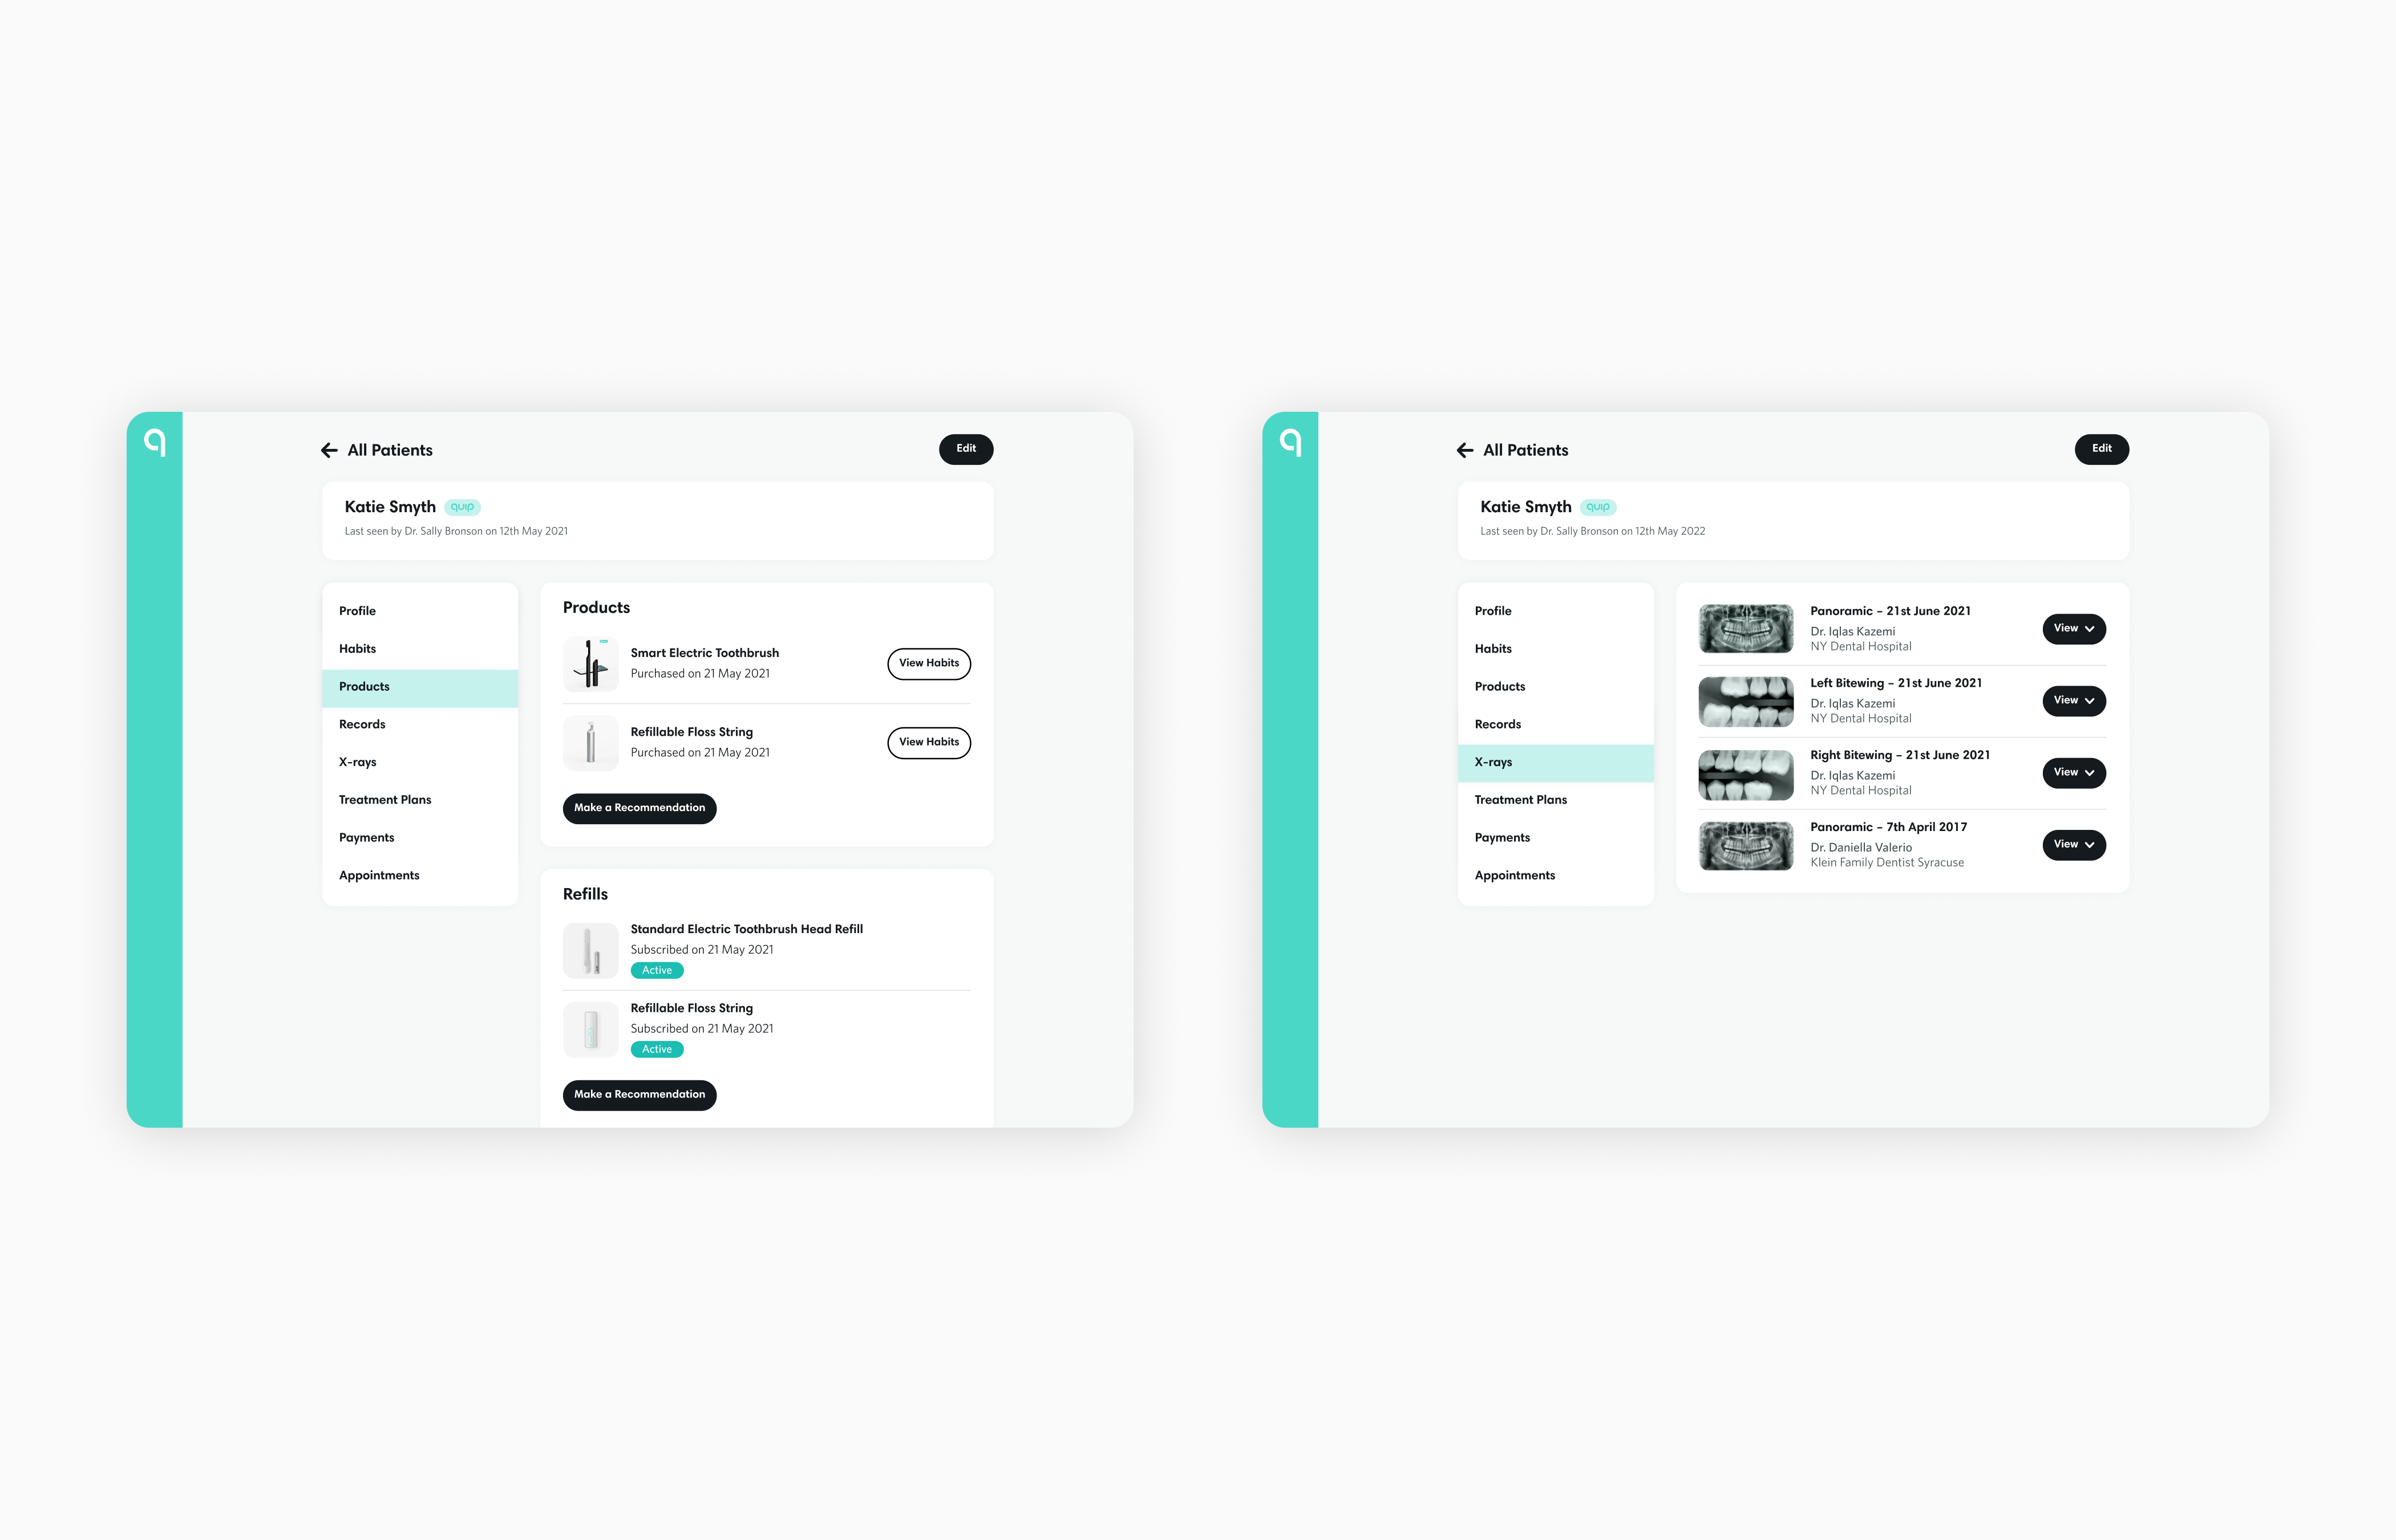 All Patients
Edit
Katie Smyth quip
Last seen by Dr. Sally Bronson on 12th May 2021
Profile
Habits
Products
Records
X-rays
Treatment Plans
Payments
Appointments
Products
Smart Electric Toothbrush
Purchased on 21 May 2021
View Habits
Refillable Floss String
Purchased on 21 May 2021
View Habits
Make a Recommendation
Refills
Standard Electric Toothbrush Head Refill
Subscribed on 21 May 2021
Active
Refillable Floss String
Subscribed on 21 May 2021
Active
Make a Recommendation
All Patients
Edit
Katie Smyth quip
Last seen by Dr. Sally Bronson on 12th May 2022
Profile
Habits
Products
Records
X-rays
Treatment Plans
Payments
Appointments
Panoramic – 21st June 2021
Dr. Iqlas Kazemi
NY Dental Hospital
View
Left Bitewing – 21st June 2021
Dr. Iqlas Kazemi
NY Dental Hospital
View
Right Bitewing – 21st June 2021
Dr. Iqlas Kazemi
NY Dental Hospital
View
Panoramic – 7th April 2017
Dr. Daniella Valerio
Klein Family Dentist Syracuse
View